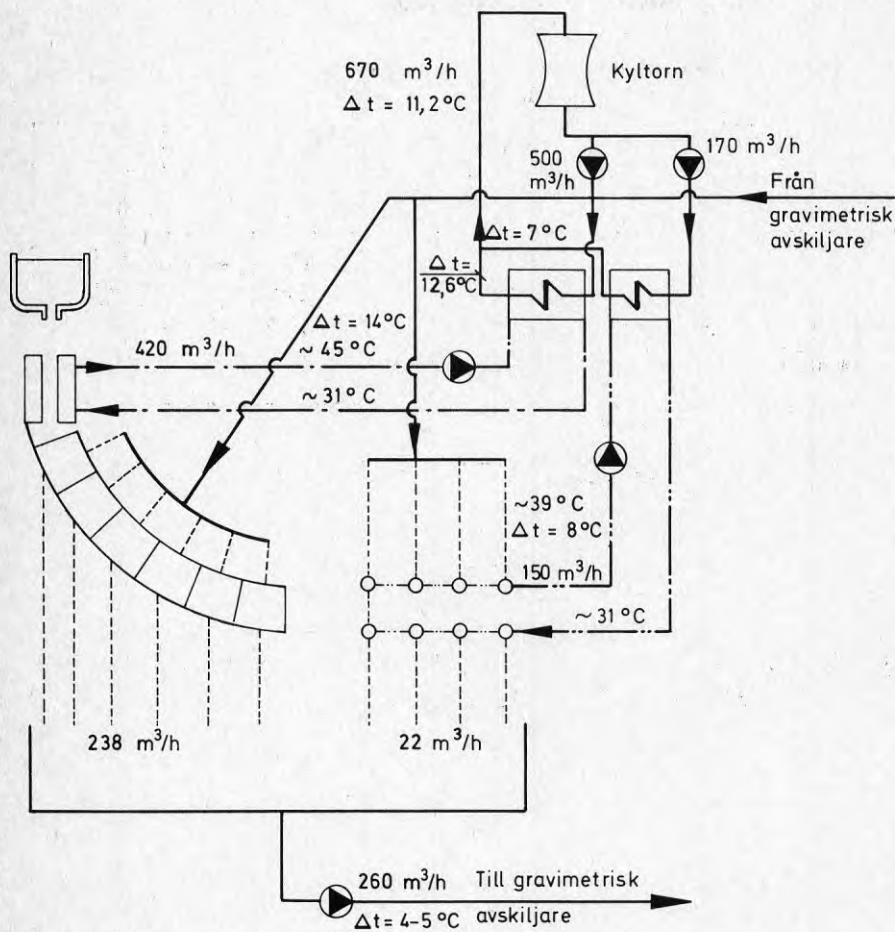 670 m³/h
Δt = 11,2°C
Kyltorn
500
m³/h
170 m³/h
Från
gravimetrisk
avskiljare
Δt = 7°C
Δt =
12,6°C
Δt = 14°C
420 m³/h
~ 45°C
~ 31°C
~39°C
Δt = 8°C
150 m³/h
~ 31°C
238 m³/h
22 m³/h
260 m³/h
Till gravimetrisk
Δt= 4-5°C
avskiljare